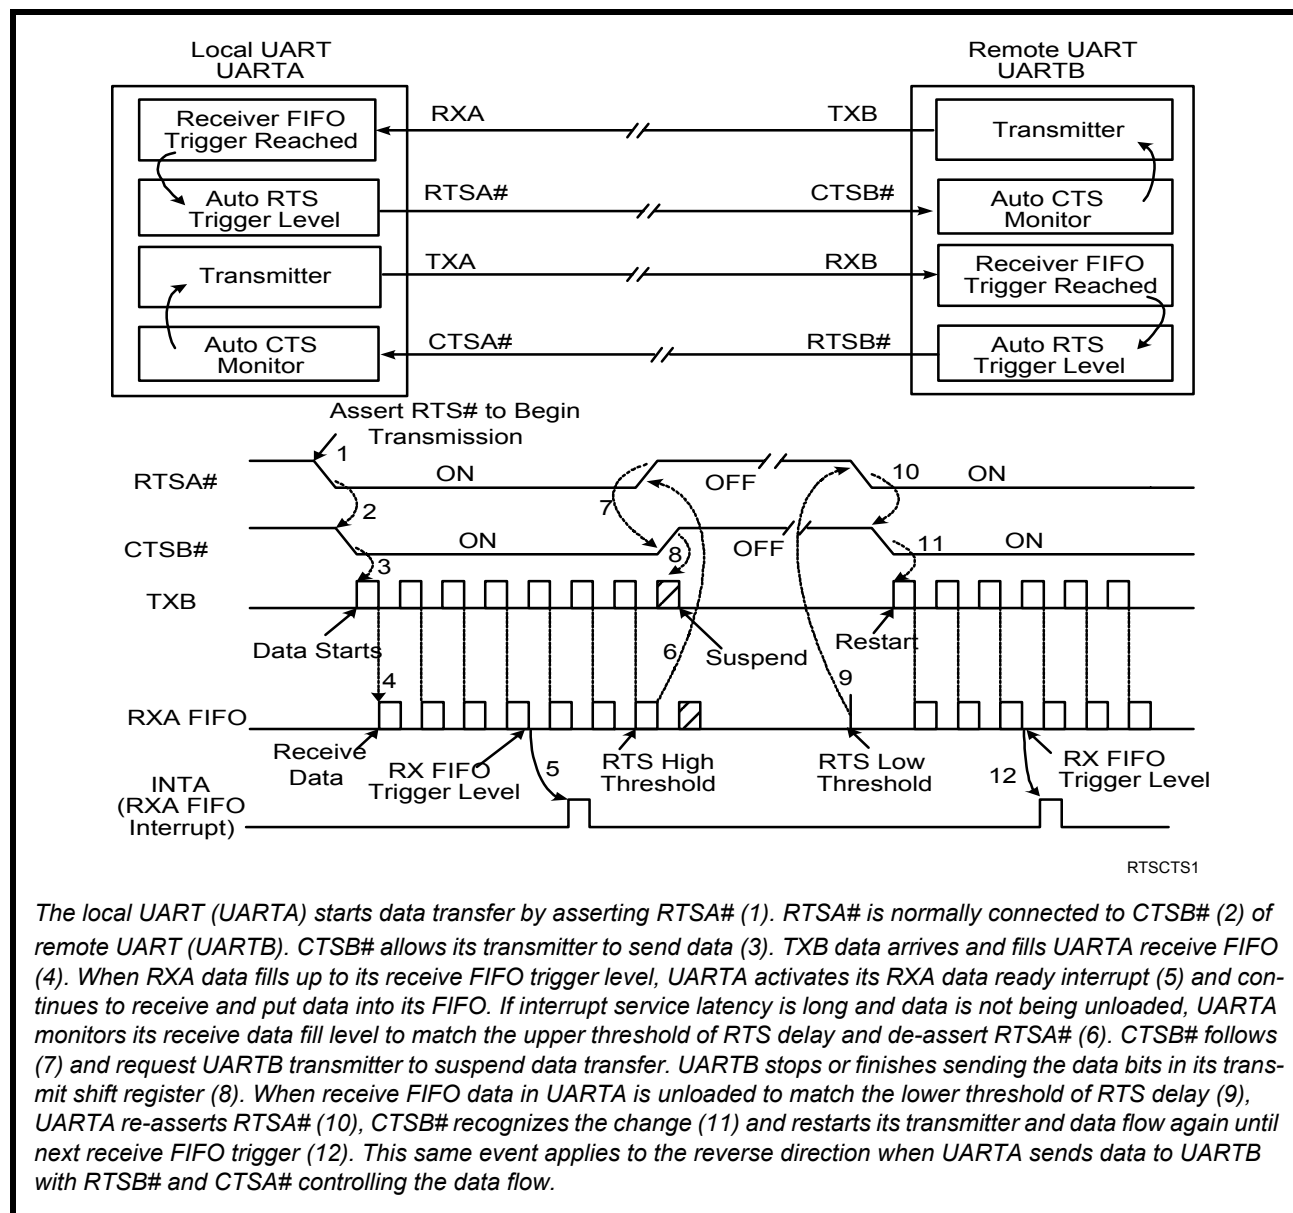 Local UART
UARTA
Remote UART
UARTB
Receiver FIFO
Trigger Reached
RXA
TXB
Transmitter
Auto RTS
Trigger Level
RTSA#
CTSB#
Auto CTS
Monitor
Transmitter
TXA
RXB
Receiver FIFO
Trigger Reached
Auto CTS
Monitor
CTSA#
RTSB#
Auto RTS
Trigger Level
Assert RTS# to Begin
Transmission
RTSA#
1
ON
OFF
10
ON
2
7
CTSB#
ON
OFF
11
ON
3
8
TXB
Data Starts
6
Suspend
Restart
4
9
RXA FIFO
Receive
Data
RX FIFO
Trigger Level
5
RTS High
Threshold
RTS Low
Threshold
12
RX FIFO
Trigger Level
INTA
(RXA FIFO
Interrupt)
RTSCTS1
The local UART (UARTA) starts data transfer by asserting RTSA# (1). RTSA# is normally connected to CTSB# (2) of
remote UART (UARTB). CTSB# allows its transmitter to send data (3). TXB data arrives and fills UARTA receive FIFO
(4). When RXA data fills up to its receive FIFO trigger level, UARTA activates its RXA data ready interrupt (5) and con-
tinues to receive and put data into its FIFO. If interrupt service latency is long and data is not being unloaded, UARTA
monitors its receive data fill level to match the upper threshold of RTS delay and de-assert RTSA# (6). CTSB# follows
(7) and request UARTB transmitter to suspend data transfer. UARTB stops or finishes sending the data bits in its trans-
mit shift register (8). When receive FIFO data in UARTA is unloaded to match the lower threshold of RTS delay (9),
UARTA re-asserts RTSA# (10), CTSB# recognizes the change (11) and restarts its transmitter and data flow again until
next receive FIFO trigger (12). This same event applies to the reverse direction when UARTA sends data to UARTB
with RTSB# and CTSA# controlling the data flow.